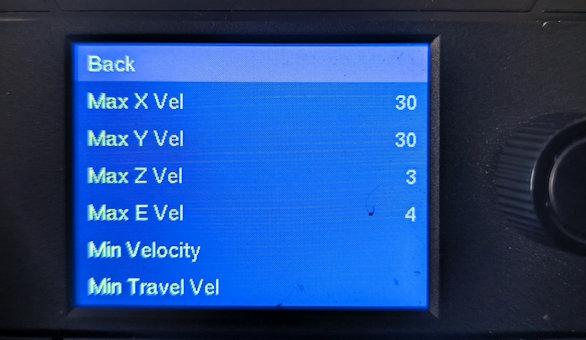 Back
Max X Vel 30
Max Y Vel 30
Max Z Vel 3
Max E Vel 4
Min Velocity
Min Travel Vel